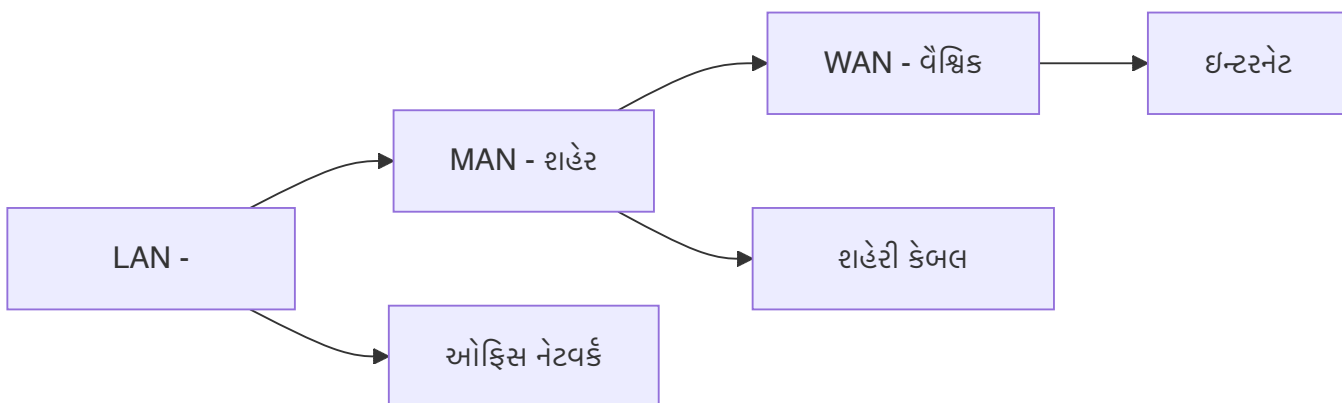 WAN - વૈશ્વિક
ઇન્ટરનેટ
MAN - શહેર
LAN -
શહેરી કેબલ
ઓફિસ નેટવર્ક